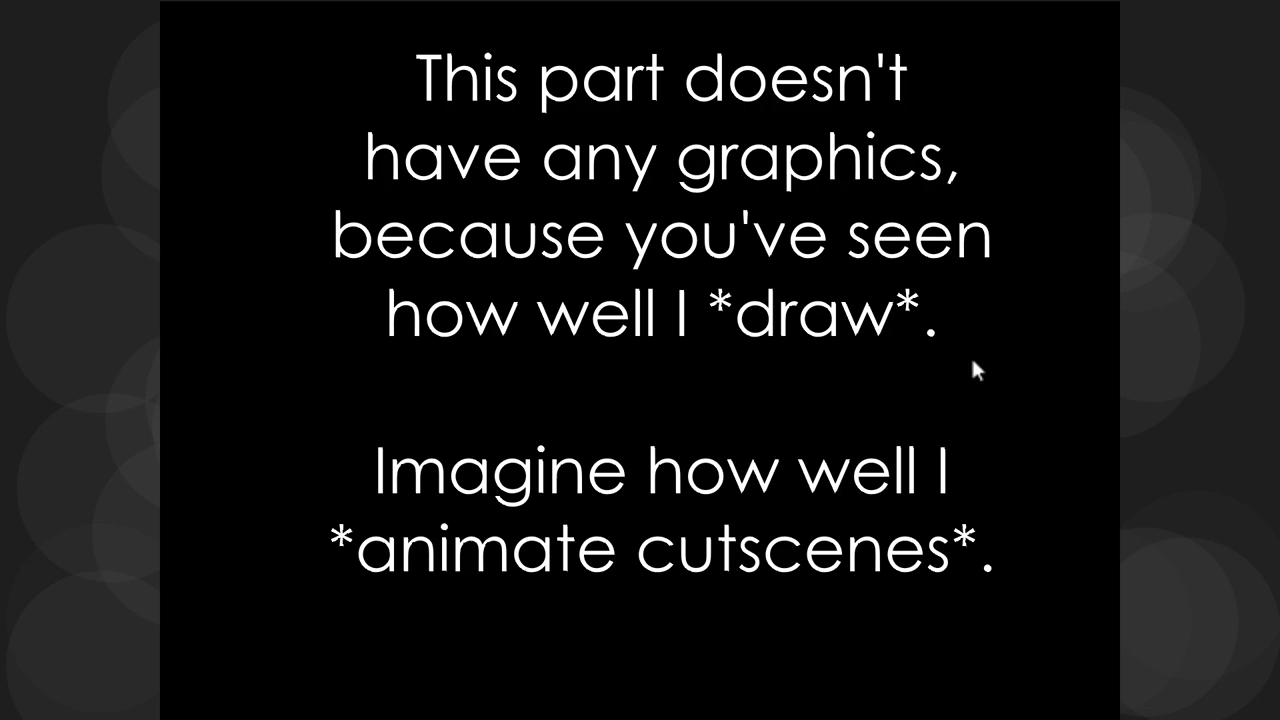 This part doesn't
have any graphics,
because you've seen
how well I *draw*.
Imagine how well I
*animate cutscenes*.